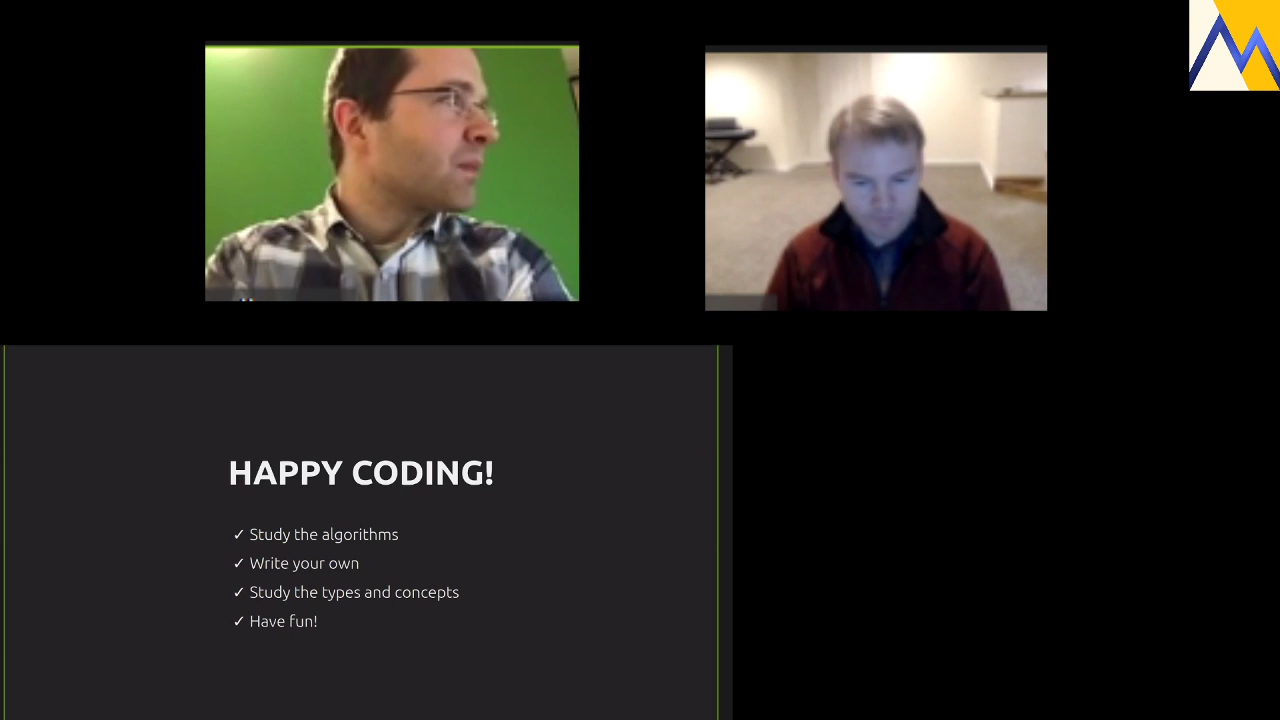 HAPPY CODING!
✓ Study the algorithms
✓ Write your own
✓ Study the types and concepts
✓ Have fun!